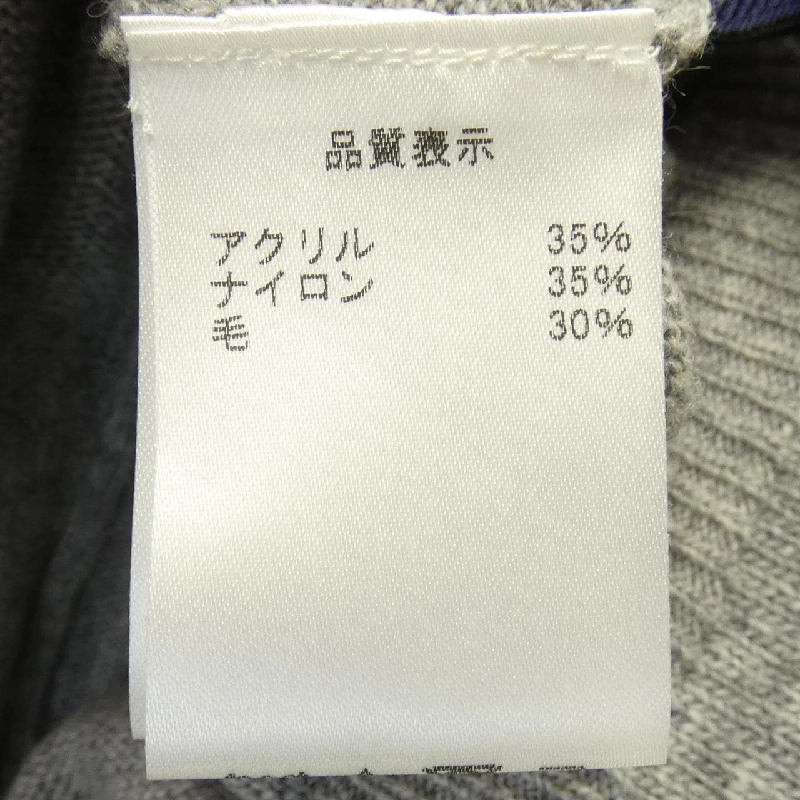 品質表示
アクリル 35%
ナイロン 35%
毛 30%